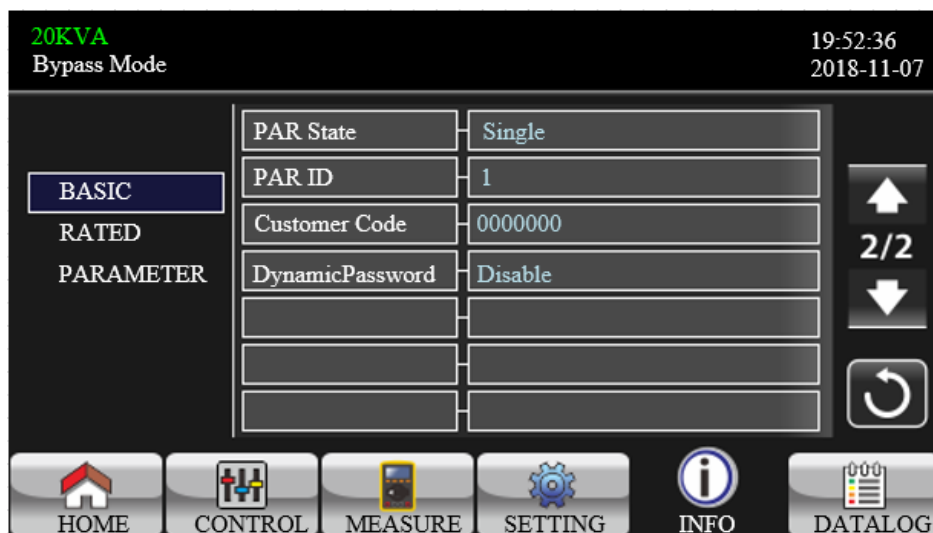 20KVA
Bypass Mode
19:52:36
2018-11-07
BASIC
RATED
PARAMETER
PAR State Single
PAR ID 1
Customer Code 0000000
DynamicPassword Disable
2/2
HOME CONTROL MEASURE SETTING INFO DATALOG